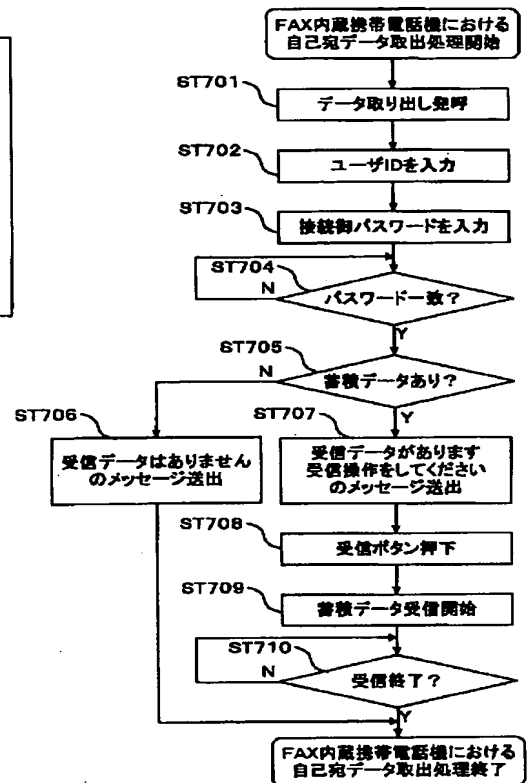 FAX内蔵携帯電話機における
自己宛データ取出処理開始
ST701
データ取り出し発呼
ST702
ユーザIDを入力
ST703
接続御パスワードを入力
ST704
パスワード一致?
N
Y
ST705
蓄積データあり?
N
Y
ST706
受信データはありません
のメッセージ送出
ST707
受信データがあります
受信操作をしてください
のメッセージ送出
ST708
受信ボタン押下
ST709
蓄積データ受信開始
ST710
受信終了?
N
Y
FAX内蔵携帯電話機における
自己宛データ取出処理終了